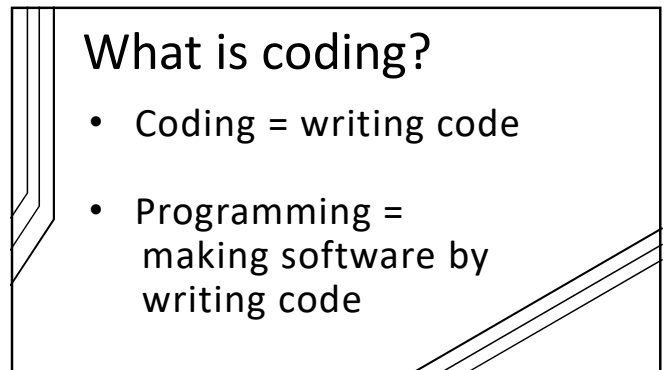 What is coding?
• Coding = writing code
• Programming =
making software by
writing code